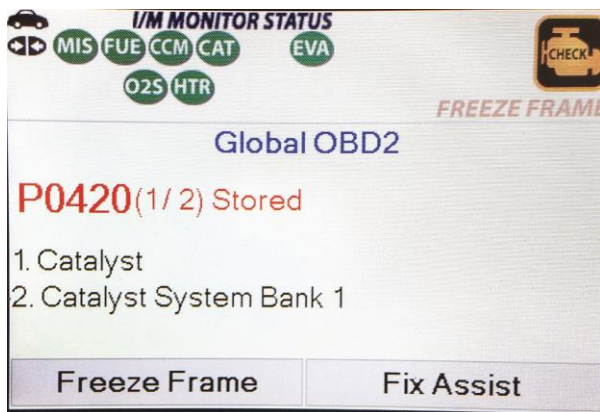 I/M MONITOR STATUS
MIS FUE CCM CAT EVA
CHECK
O2S HTR
FREEZE FRAME
Global OBD2
P0420 (1/ 2) Stored
1. Catalyst
2. Catalyst System Bank 1
Freeze Frame Fix Assist